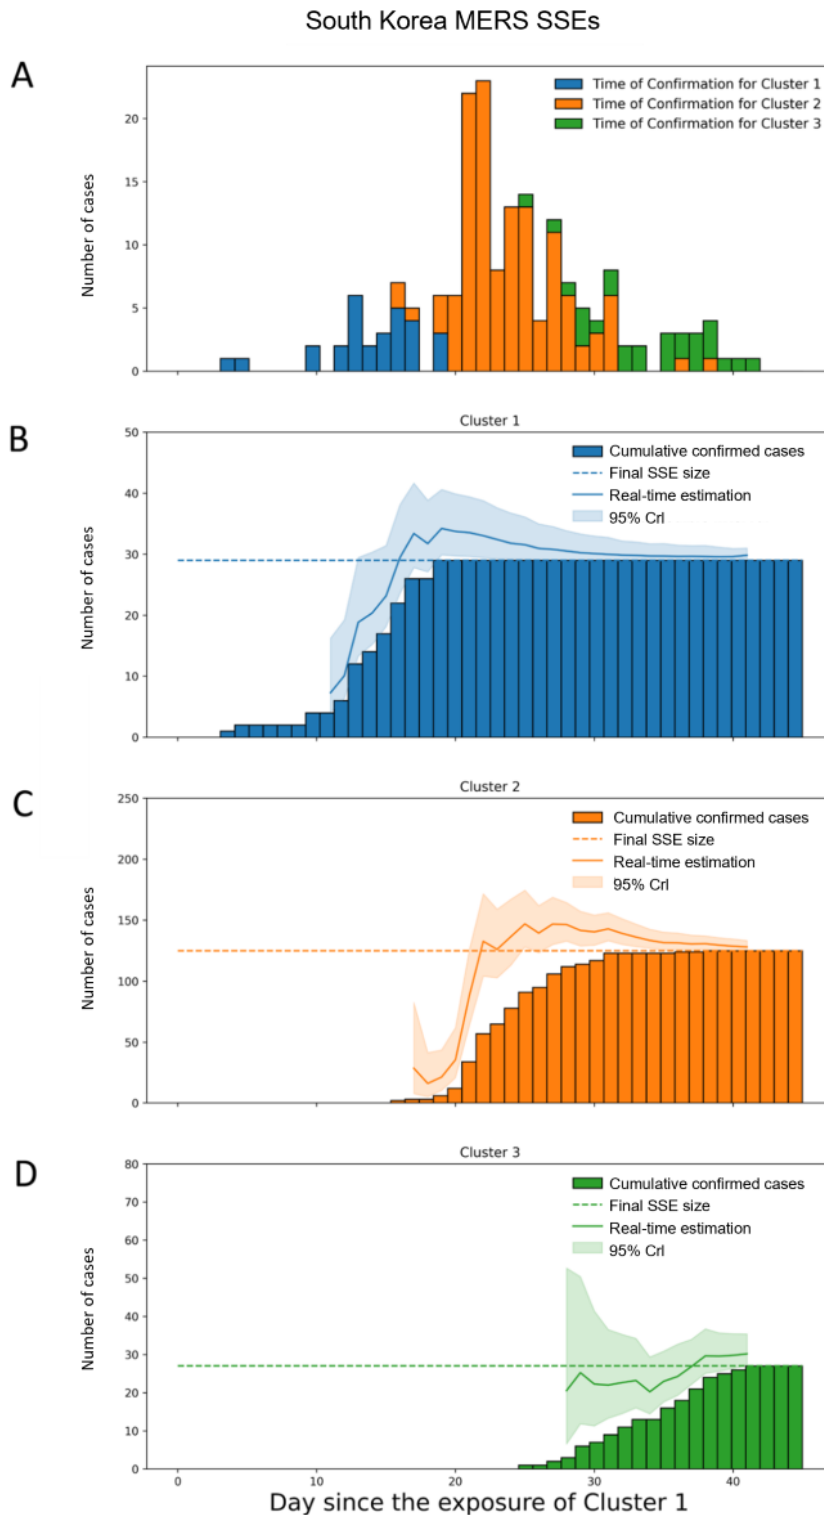 South Korea MERS SSEs
A
Time of Confirmation for Cluster 1
Time of Confirmation for Cluster 2
Time of Confirmation for Cluster 3
Number of cases
20
15
10
5
0
B
Cluster 1
Cumulative confirmed cases
Final SSE size
Real-time estimation
95% CrI
Number of cases
50
40
30
20
10
0
C
Cluster 2
Cumulative confirmed cases
Final SSE size
Real-time estimation
95% CrI
Number of cases
250
200
150
100
50
0
D
Cluster 3
Cumulative confirmed cases
Final SSE size
Real-time estimation
95% CrI
Number of cases
80
70
60
50
40
30
20
10
0
0 10 20 30 40
Day since the exposure of Cluster 1